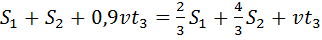 S₁ + S₂ + 0,9vt₃ = 2/3 S₁ + 4/3 S₂ + vt₃